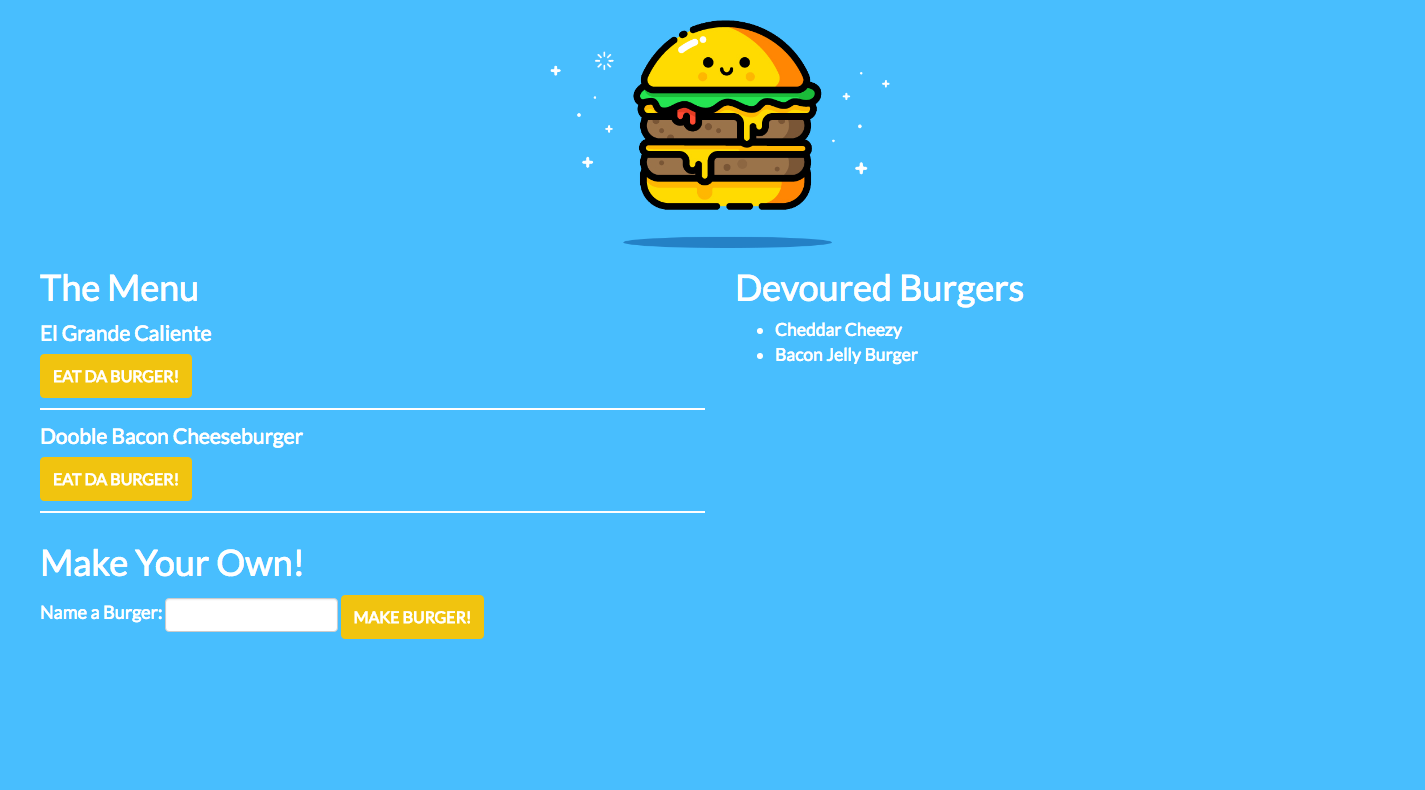 The Menu
El Grande Caliente
EAT DA BURGER!
Dooble Bacon Cheeseburger
EAT DA BURGER!
Make Your Own!
Name a Burger:
MAKE BURGER!
Devoured Burgers
Cheddar Cheezy
Bacon Jelly Burger